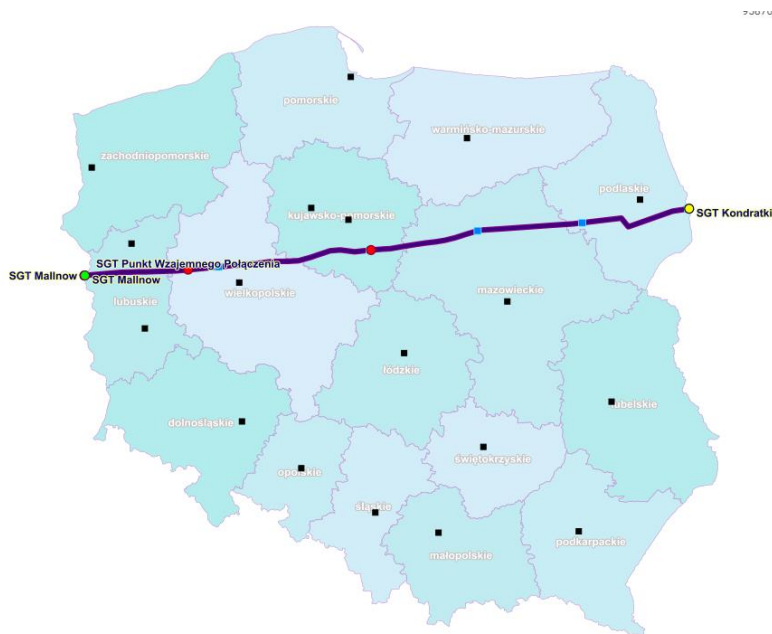 pomorskie
warmińsko-mazurskie
zachodniopomorskie
podlaskie
SGT Kondratki
kujawsko-pomorskie
SGT Punkt Wzajemnego Połączenia
SGT Mallnow
SGT Mallnow
mazowieckie
wielkopolskie
lubuskie
łódzkie
lubelskie
dolnośląskie
świętokrzyskie
opolskie
śląskie
podkarpackie
małopolskie